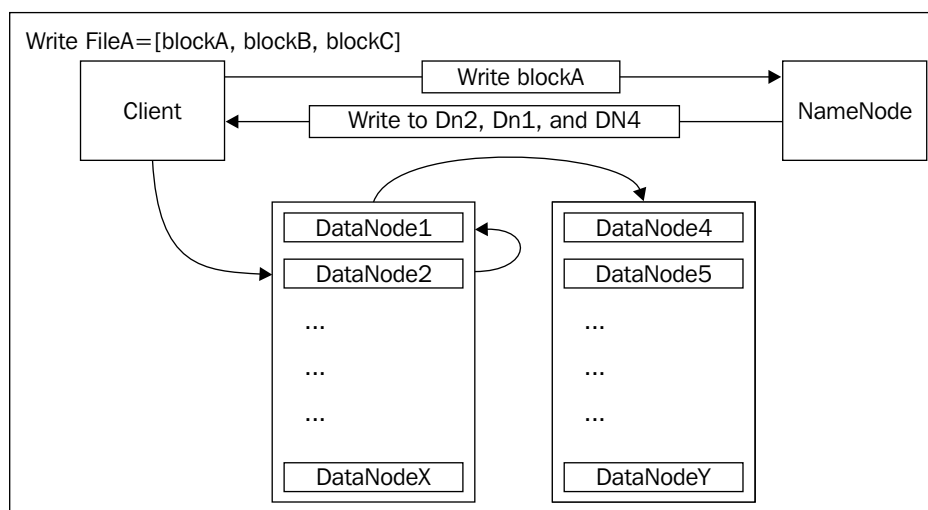 Write FileA=[blockA, blockB, blockC]
Client
Write blockA
NameNode
Write to Dn2, Dn1, and DN4
DataNode1
DataNode2
...
...
...
DataNodeX
DataNode4
DataNode5
...
...
...
DataNodeY